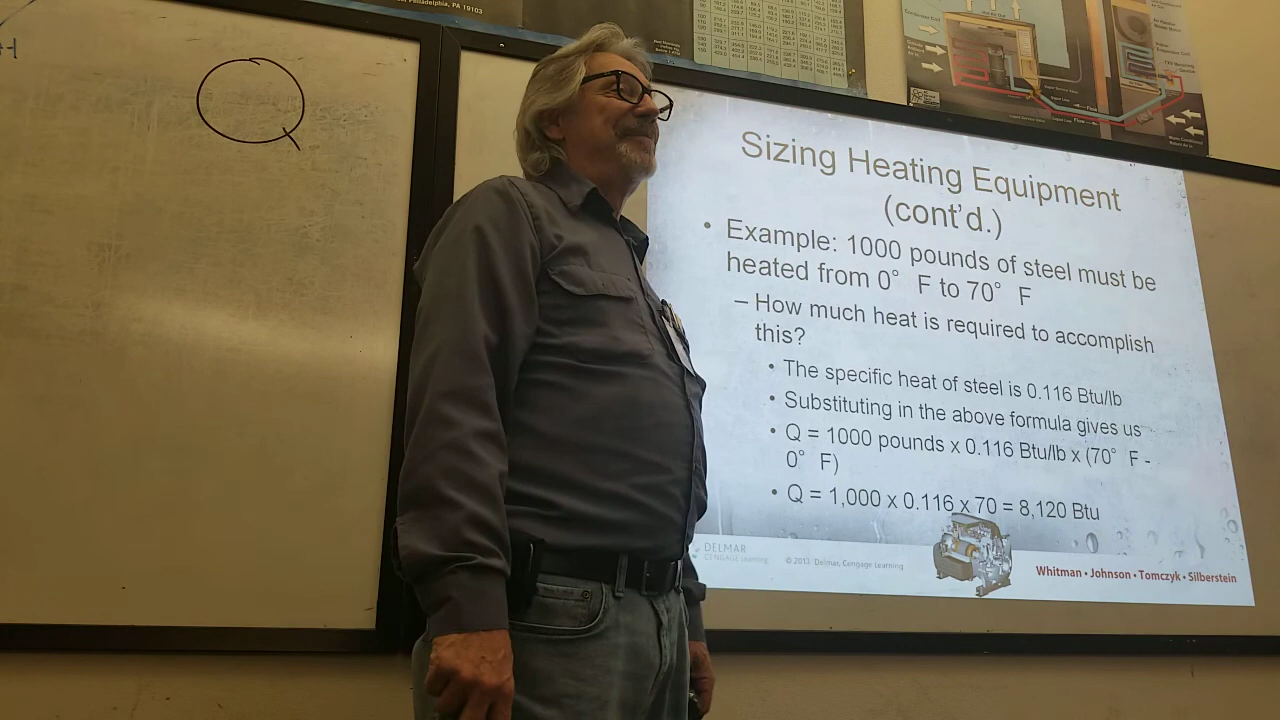 Philadelphia, PA 19103
Q
Sizing Heating Equipment
(cont'd.)
• Example: 1000 pounds of steel must be
heated from 0° F to 70° F
– How much heat is required to accomplish
this?
• The specific heat of steel is 0.116 Btu/lb
• Substituting in the above formula gives us
• Q = 1000 pounds x 0.116 Btu/lb x (70° F -
0° F)
• Q = 1,000 x 0.116 x 70 = 8,120 Btu
DELMAR
CENGAGE Learning
© 2013 Delmar, Cengage Learning
Whitman • Johnson • Tomczyk • Silberstein